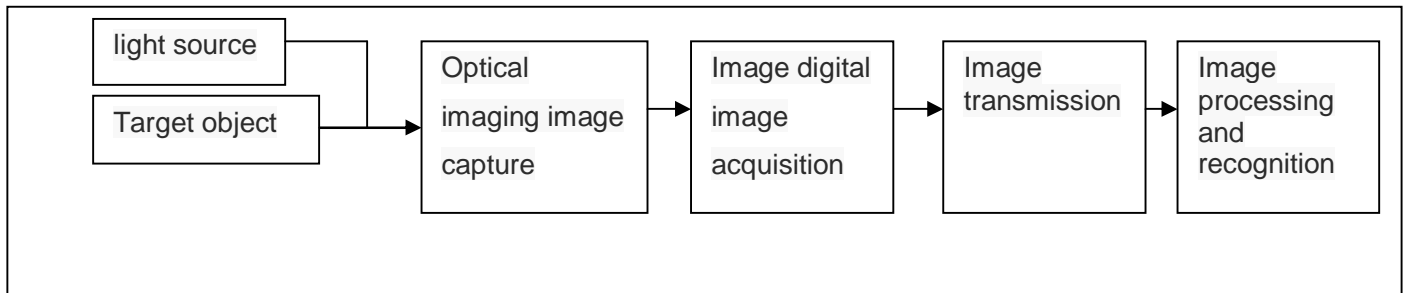 light source
Target object
Optical
imaging image
capture
Image digital
image
acquisition
Image
transmission
Image
processing
and
recognition